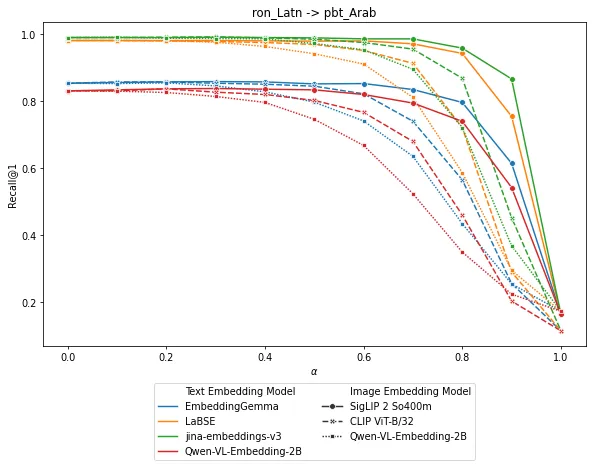 ron_Latn -> pbt_Arab
Recall@1
1.0
0.8
0.6
0.4
0.2
0.0 0.2 0.4 0.6 0.8 1.0
α
Text Embedding Model
EmbeddingGemma
LaBSE
jina-embeddings-v3
Qwen-VL-Embedding-2B
Image Embedding Model
SigLIP 2 So400m
CLIP ViT-B/32
Qwen-VL-Embedding-2B